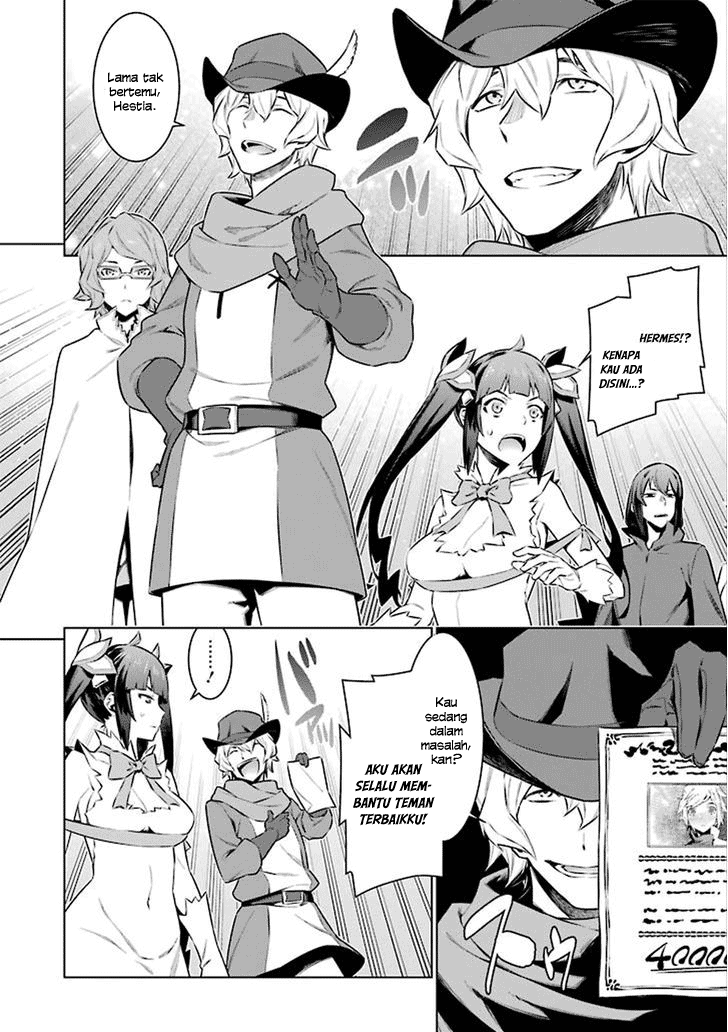 Lama tak
bertemu,
Hestia.
HERMES!?
KENAPA
KAU ADA
DISINI...?
Kau
sedang
dalam
masalah,
kan?
AKU AKAN
SELALU MEM-
BANTU TEMAN
TERBAIKKU!
......!
40000